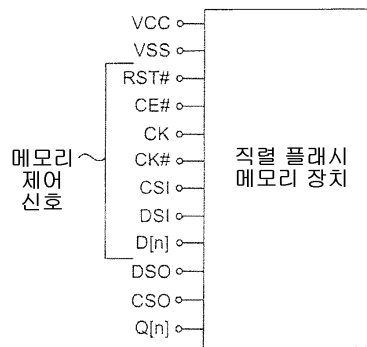 VCC
VSS
RST#
CE#
CK
CK#
CSI
DSI
D[n]
DSO
CSO
Q[n]
메모리
제어
신호
직렬 플래시
메모리 장치